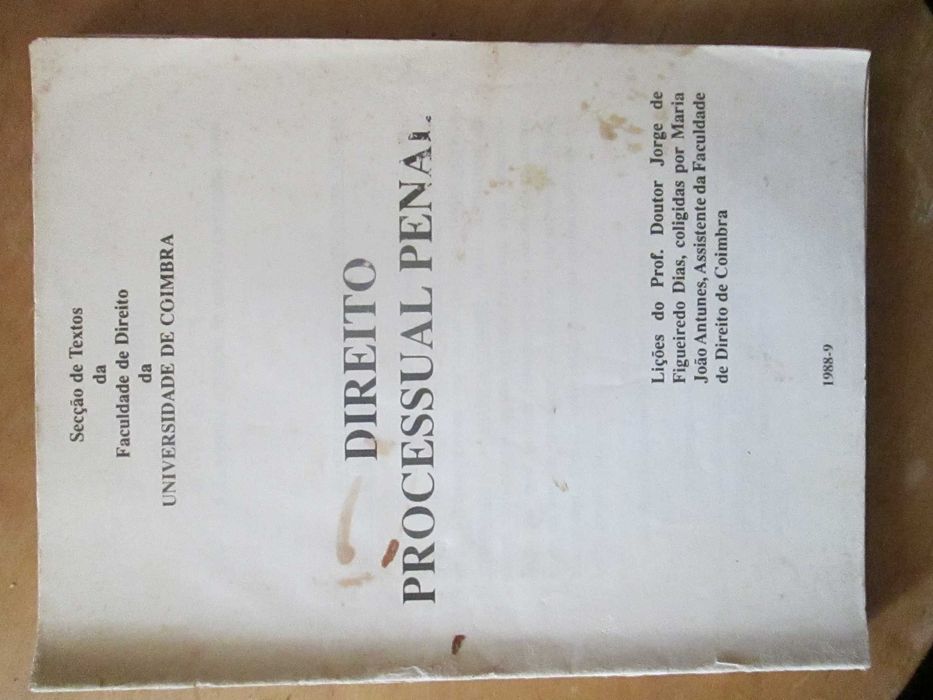 Secção de Textos
da
Faculdade de Direito
da
UNIVERSIDADE DE COIMBRA
DIREITO
PROCESSUAL PENAL
Lições do Prof. Doutor Jorge de
Figueiredo Dias, coligidas por Maria
João Antunes, Assistente da Faculdade
de Direito de Coimbra
1988-9